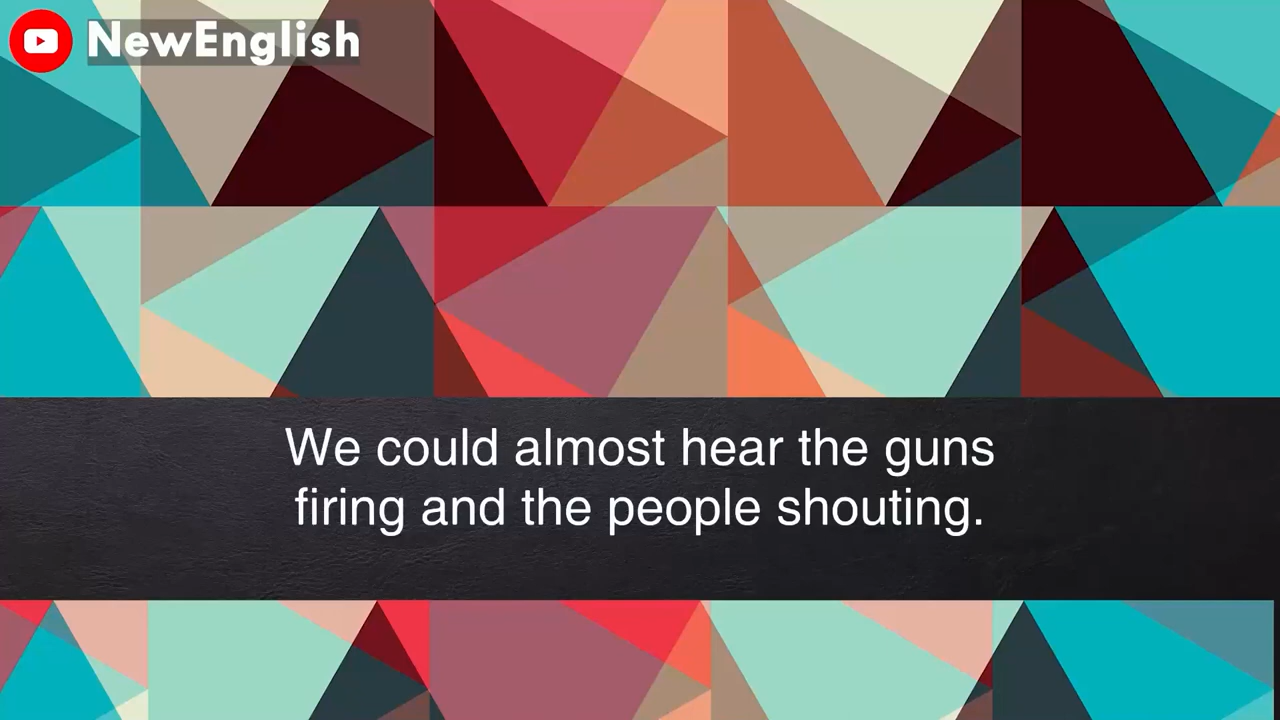 NewEnglish
We could almost hear the guns
firing and the people shouting.